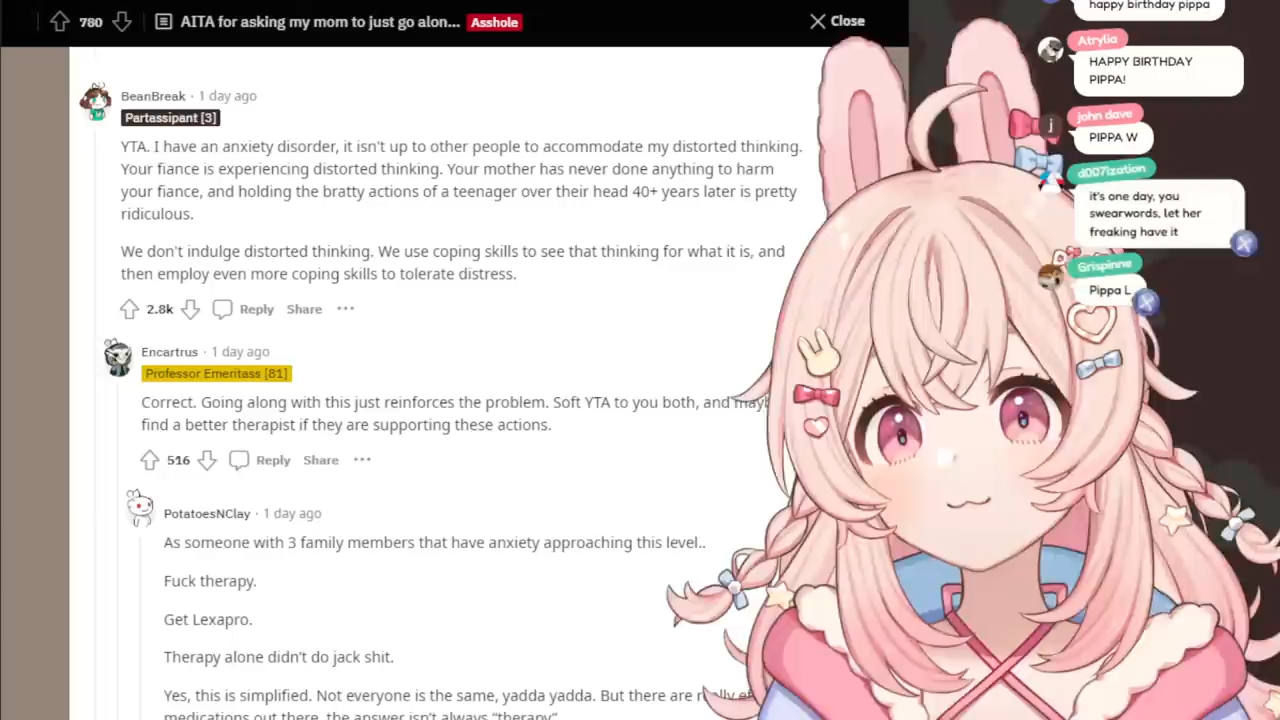 780
AITA for asking my mom to just go alon... Asshole
Close
BeanBreak · 1 day ago
Partassipant [3]
YTA. I have an anxiety disorder, it isn't up to other people to accommodate my distorted thinking.
Your fiance is experiencing distorted thinking. Your mother has never done anything to harm
your fiance, and holding the bratty actions of a teenager over their head 40+ years later is pretty
ridiculous.
We don't indulge distorted thinking. We use coping skills to see that thinking for what it is, and
then employ even more coping skills to tolerate distress.
2.8k Reply Share ···
Encartrus · 1 day ago
Professor Emeritass [81]
Correct. Going along with this just reinforces the problem. Soft YTA to you both, and
find a better therapist if they are supporting these actions.
516 Reply Share ···
PotatoesNClay · 1 day ago
As someone with 3 family members that have anxiety approaching this level..
Fuck therapy.
Get Lexapro.
Therapy alone didn't do jack shit.
Yes, this is simplified. Not everyone is the same, yadda yadda. But there are
medications out there, the answer isn't always "therapy"
happy birthday pippa
Atrylia
HAPPY BIRTHDAY
PIPPA!
j
john dave
PIPPA W
d007ization
it's one day, you
swearwords, let her
freaking have it
Grispinne
Pippa L